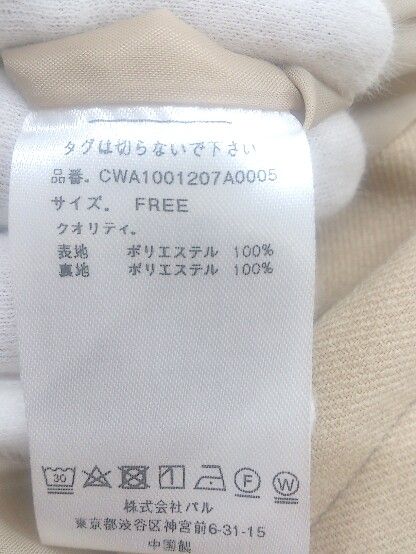 タグは切らないで下さい
品番。 CWA1001207A0005
サイズ。 FREE
クオリティ。
表地 ポリエステル 100%
裏地 ポリエステル 100%
30 F W
株式会社パル
東京都渋谷区神宮前6-31-15
中国製